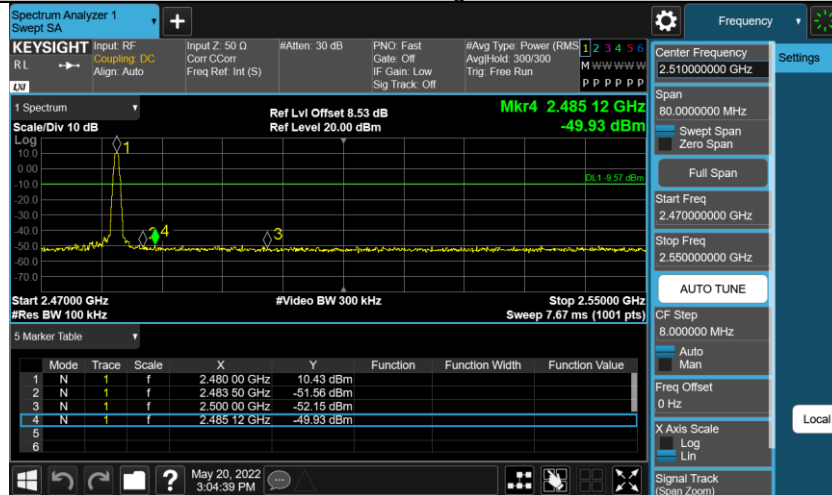 Spectrum Analyzer 1
Swept SA
Frequency
KEYSIGHT
RL
LXI
Input: RF
Coupling: DC
Align: Auto
Input Z: 50 Ω
Corr CCorr
Freq Ref: Int (S)
#Atten: 30 dB
PNO: Fast
Gate: Off
IF Gain: Low
Sig Track: Off
#Avg Type: Power (RMS
Avg|Hold: 300/300
Trig: Free Run
1 2 3 4 5 6
M W W W W W
P P P P P P
1 Spectrum
Scale/Div 10 dB
Ref Lvl Offset 8.53 dB
Ref Level 20.00 dBm
Mkr4 2.485 12 GHz
-49.93 dBm
Log
10.0
0.00
-10.0
-20.0
-30.0
-40.0
-50.0
-60.0
-70.0
1
4
3
DL1 -9.57 dBm
Start 2.47000 GHz
#Res BW 100 kHz
#Video BW 300 kHz
Stop 2.55000 GHz
Sweep 7.67 ms (1001 pts)
5 Marker Table
Mode Trace Scale X Y Function Function Width Function Value
1 N 1 f 2.480 00 GHz 10.43 dBm
2 N 1 f 2.483 50 GHz -51.56 dBm
3 N 1 f 2.500 00 GHz -52.15 dBm
4 N 1 f 2.485 12 GHz -49.93 dBm
5
6
May 20, 2022
3:04:39 PM
?
Center Frequency
2.510000000 GHz
Span
80.0000000 MHz
Swept Span
Zero Span
Full Span
Start Freq
2.470000000 GHz
Stop Freq
2.550000000 GHz
AUTO TUNE
CF Step
8.000000 MHz
Auto
Man
Freq Offset
0 Hz
X Axis Scale
Log
Lin
Signal Track
(Span Zoom)
Settings
Local